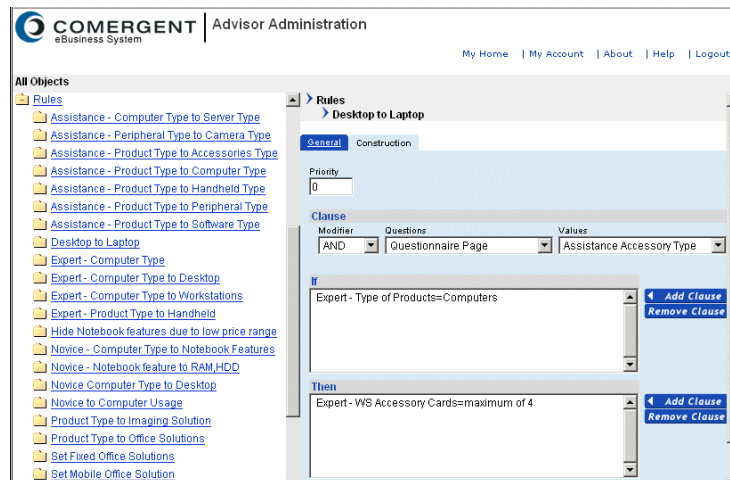 COMERGENT
eBusiness System
Advisor Administration
My Home | My Account | About | Help | Logout
All Objects
Rules
Assistance - Computer Type to Server Type
Assistance - Peripheral Type to Camera Type
Assistance - Product Type to Accessories Type
Assistance - Product Type to Computer Type
Assistance - Product Type to Handheld Type
Assistance - Product Type to Peripheral Type
Assistance - Product Type to Software Type
Desktop to Laptop
Expert - Computer Type
Expert - Computer Type to Desktop
Expert - Computer Type to Workstations
Expert - Product Type to Handheld
Hide Notebook features due to low price range
Novice - Computer Type to Notebook Features
Novice - Notebook feature to RAM,HDD
Novice Computer Type to Desktop
Novice to Computer Usage
Product Type to Imaging Solution
Product Type to Office Solutions
Set Fixed Office Solutions
Set Mobile Office Solution
Rules
Desktop to Laptop
General Construction
Priority
0
Clause
Modifier Questions Values
AND Questionnaire Page Assistance Accessory Type
If
Expert - Type of Products=Computers
Add Clause
Remove Clause
Then
Expert - WS Accessory Cards=maximum of 4
Add Clause
Remove Clause